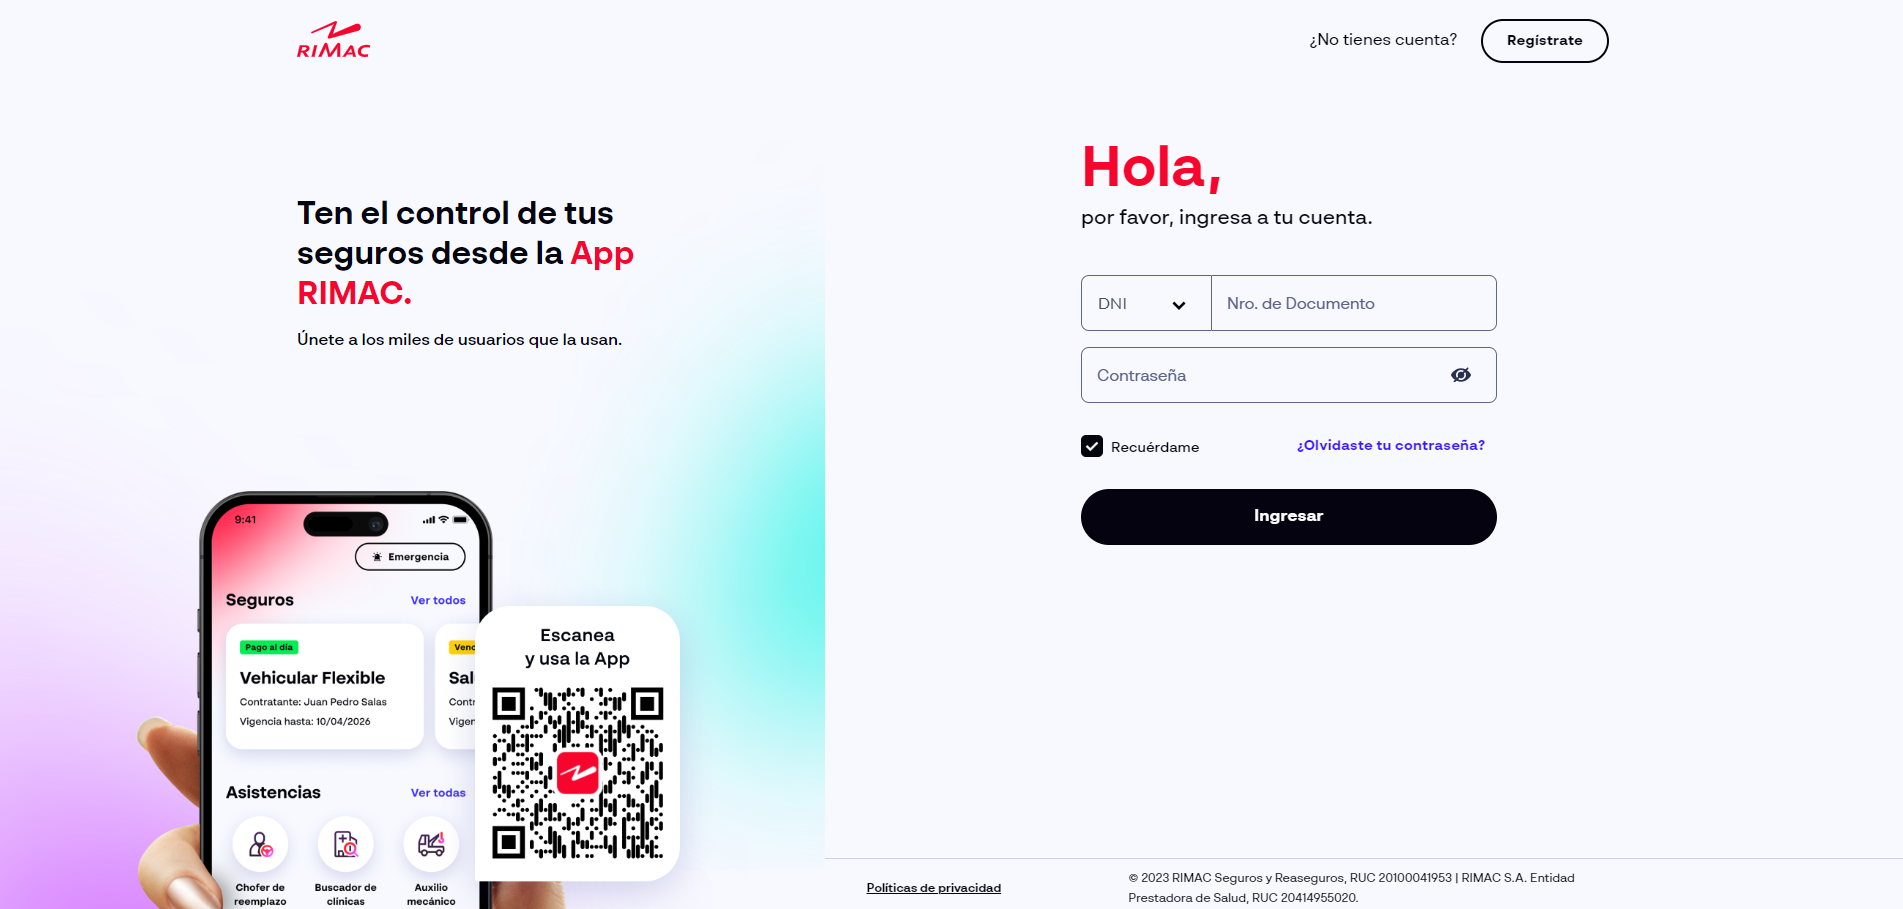 RIMAC
¿No tienes cuenta?
Regístrate
Ten el control de tus
seguros desde la App
RIMAC.
Únete a los miles de usuarios que la usan.
9:41
Emergencia
Seguros
Ver todos
Pago al día
Vehicular Flexible
Contratante: Juan Pedro Salas
Vigencia hasta: 10/04/2026
Asistencias
Ver todas
Chofer de
reemplazo
Buscador de
clínicas
Auxilio
mecánico
Escanea
y usa la App
Hola,
por favor, ingresa a tu cuenta.
DNI
Nro. de Documento
Contraseña
Recuérdame
¿Olvidaste tu contraseña?
Ingresar
Políticas de privacidad
© 2023 RIMAC Seguros y Reaseguros, RUC 20100041953 | RIMAC S.A. Entidad
Prestadora de Salud, RUC 20414955020.